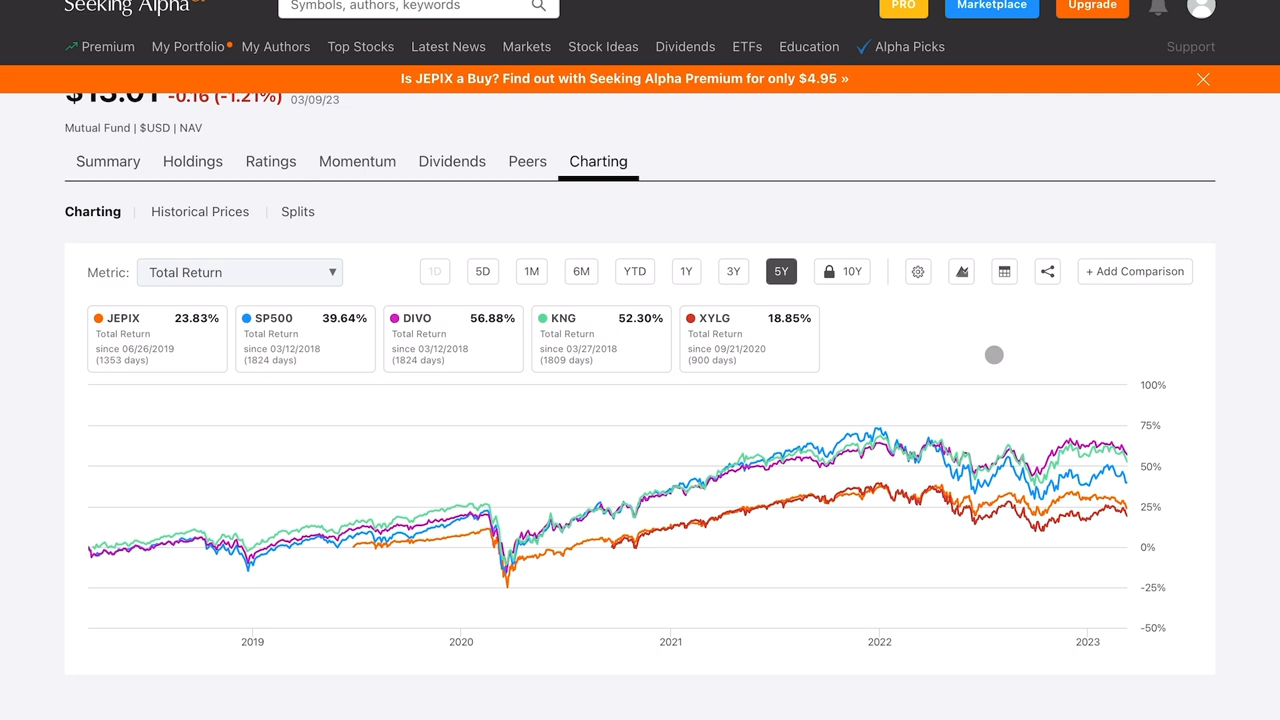 Seeking Alpha
Symbols, authors, keywords
PRO
Marketplace
Upgrade
Premium My Portfolio My Authors Top Stocks Latest News Markets Stock Ideas Dividends ETFs Education Alpha Picks Support
Is JEPIX a Buy? Find out with Seeking Alpha Premium for only $4.95 »
$13.01 -0.16 (-1.21%) 03/09/23
Mutual Fund | $USD | NAV
Summary Holdings Ratings Momentum Dividends Peers Charting
Charting | Historical Prices | Splits
Metric: Total Return 1D 5D 1M 6M YTD 1Y 3Y 5Y 10Y + Add Comparison
JEPIX 23.83%
Total Return
since 06/26/2019
(1353 days)
SP500 39.64%
Total Return
since 03/12/2018
(1824 days)
DIVO 56.88%
Total Return
since 03/12/2018
(1824 days)
KNG 52.30%
Total Return
since 03/27/2018
(1809 days)
XYLG 18.85%
Total Return
since 09/21/2020
(900 days)
100%
75%
50%
25%
0%
-25%
-50%
2019 2020 2021 2022 2023